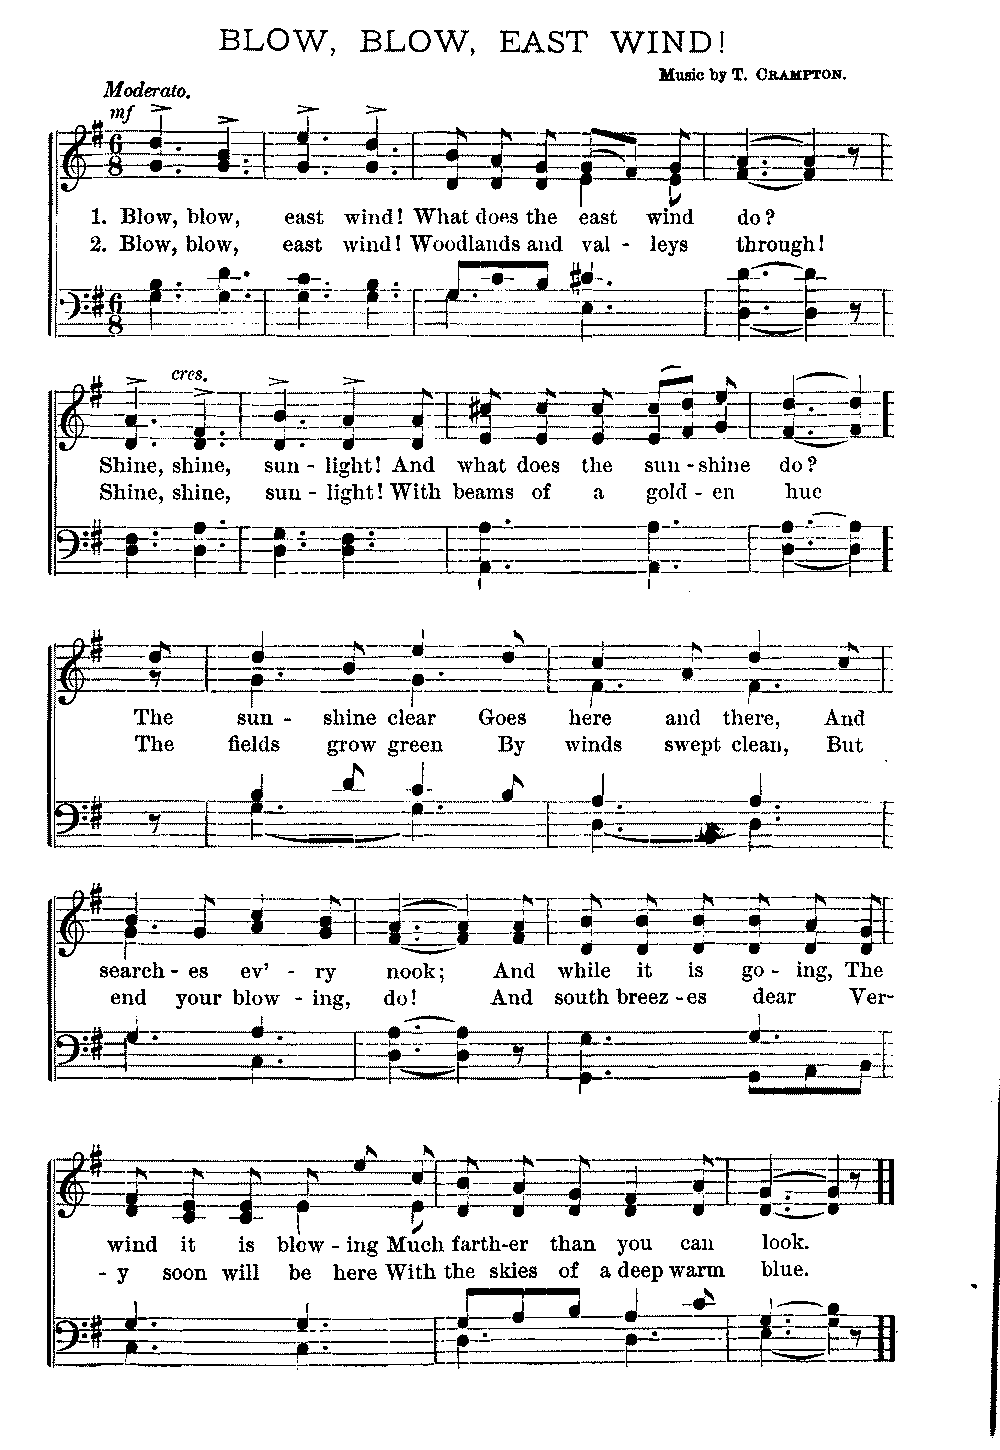 BLOW, BLOW, EAST WIND!
Music by T. CRAMPTON.
Moderato.
mf
1. Blow, blow, east wind! What does the east wind do?
2. Blow, blow, east wind! Woodlands and val - leys through!
cres.
Shine, shine, sun - light! And what does the sun - shine do?
Shine, shine, sun - light! With beams of a gold - en hue
The sun - shine clear Goes here and there, And
The fields grow green By winds swept clean, But
search - es ev' - ry nook; And while it is go - ing, The
end your blow - ing, do! And south breez - es dear Ver-
wind it is blow - ing Much farth-er than you can look.
- y soon will be here With the skies of a deep warm blue.